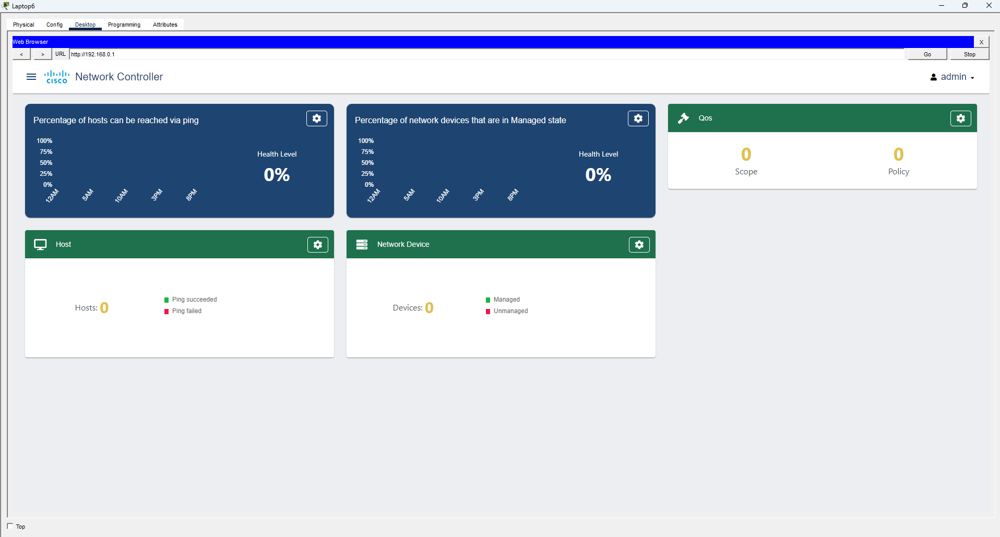 Laptop6
Physical Config Desktop Programming Attributes
Web Browser X
< > URL http://192.168.0.1 Go Stop
CISCO Network Controller admin
Percentage of hosts can be reached via ping
100%
75%
50%
25%
0%
12AM 5AM 10AM 3PM 8PM
Health Level
0%
Percentage of network devices that are in Managed state
100%
75%
50%
25%
0%
12AM 5AM 10AM 3PM 8PM
Health Level
0%
Qos
0 0
Scope Policy
Host
Hosts: 0
Ping succeeded
Ping failed
Network Device
Devices: 0
Managed
Unmanaged
Top